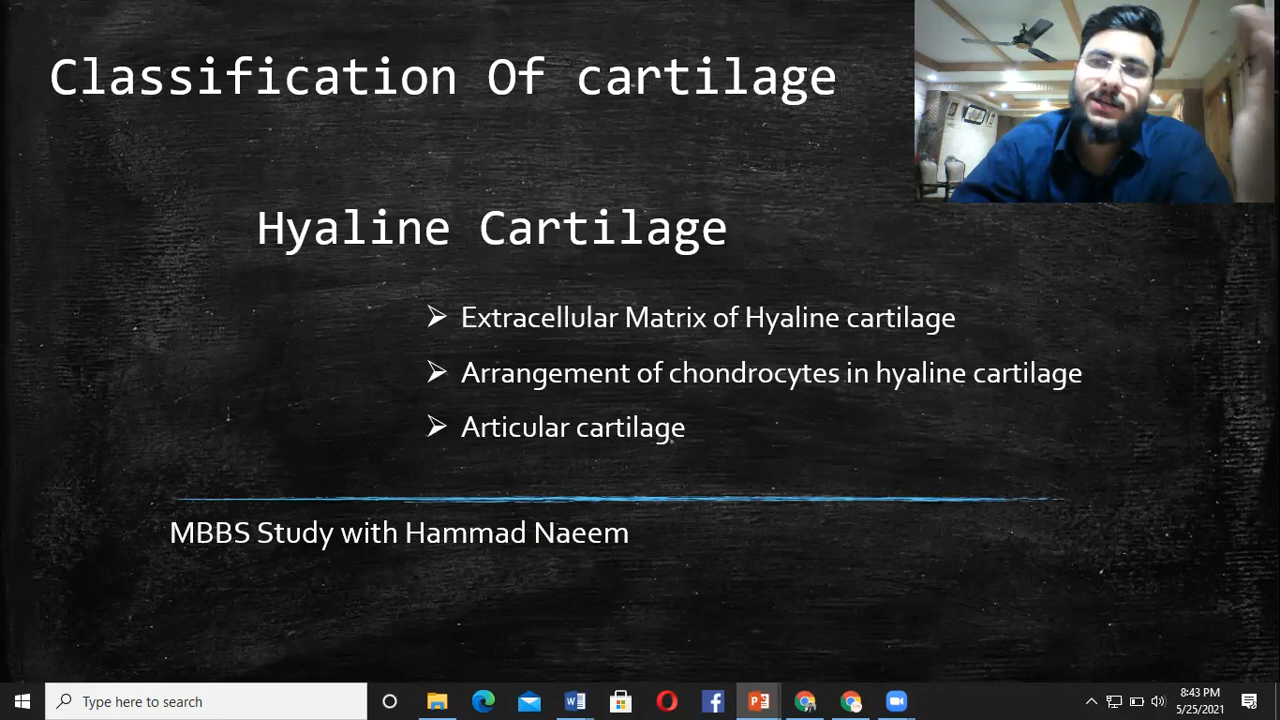 Classification Of cartilage
Hyaline Cartilage
Extracellular Matrix of Hyaline cartilage
Arrangement of chondrocytes in hyaline cartilage
Articular cartilage
MBBS Study with Hammad Naeem
Type here to search
8:43 PM
5/25/2021